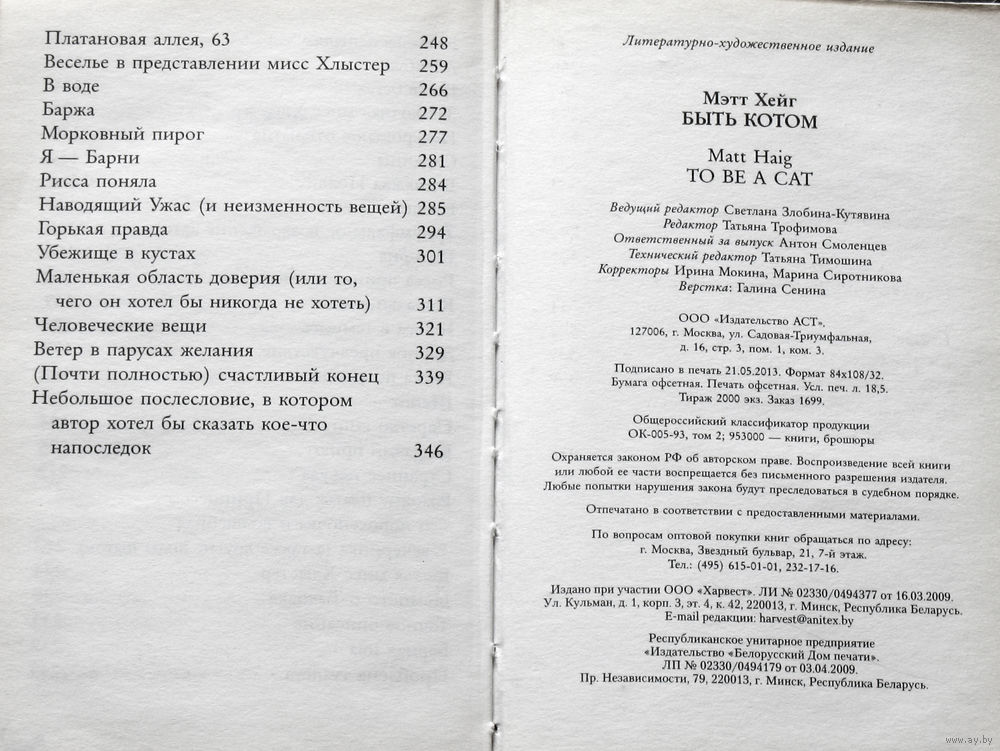 Платановая аллея, 63 248
Веселье в представлении мисс Хлыстер 259
В воде 266
Баржа 272
Морковный пирог 277
Я — Барни 281
Рисса поняла 284
Наводящий Ужас (и неизменность вещей) 285
Горькая правда 294
Убежище в кустах 301
Маленькая область доверия (или то,
чего он хотел бы никогда не хотеть) 311
Человеческие вещи 321
Ветер в парусах желания 329
(Почти полностью) счастливый конец 339
Небольшое послесловие, в котором
автор хотел бы сказать кое-что
напоследок 346
Литературно-художественное издание
Мэтт Хейг
БЫТЬ КОТОМ
Matt Haig
TO BE A CAT
Ведущий редактор Светлана Злобина-Кутявина
Редактор Татьяна Трофимова
Ответственный за выпуск Антон Смоленцев
Технический редактор Татьяна Тимошина
Корректоры Ирина Мокина, Марина Сиротникова
Верстка: Галина Сенина
ООО «Издательство АСТ».
127006, г. Москва, ул. Садовая-Триумфальная,
д. 16, стр. 3, пом. 1, ком. 3.
Подписано в печать 21.05.2013. Формат 84х108/32.
Бумага офсетная. Печать офсетная. Усл. печ. л. 18,5.
Тираж 2000 экз. Заказ 1699.
Общероссийский классификатор продукции
ОК-005-93, том 2; 953000 — книги, брошюры
Охраняется законом РФ об авторском праве. Воспроизведение всей книги
или любой ее части воспрещается без письменного разрешения издателя.
Любые попытки нарушения закона будут преследоваться в судебном порядке.
Отпечатано в соответствии с предоставленными материалами.
По вопросам оптовой покупки книг обращаться по адресу:
г. Москва, Звездный бульвар, 21, 7-й этаж.
Тел.: (495) 615-01-01, 232-17-16.
Издано при участии ООО «Харвест». ЛИ № 02330/0494377 от 16.03.2009.
Ул. Кульман, д. 1, корп. 3, эт. 4, к. 42, 220013, г. Минск, Республика Беларусь.
E-mail редакции: harvest@anitex.by
Республиканское унитарное предприятие
«Издательство «Белорусский Дом печати».
ЛП № 02330/0494179 от 03.04.2009.
Пр. Независимости, 79, 220013, г. Минск, Республика Беларусь.
www.ay.by